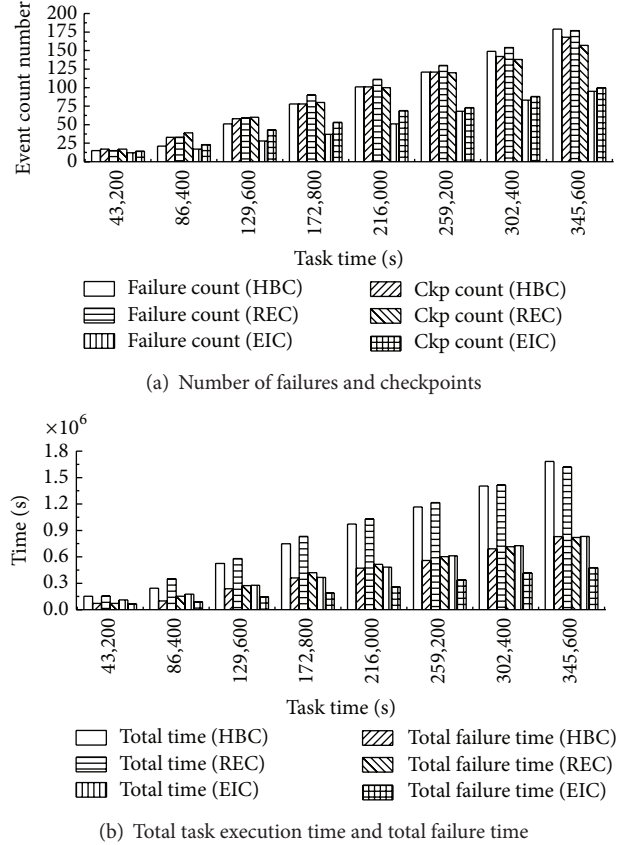 200
175
150
125
100
75
50
25
0
Event count number
43,200
86,400
129,600
172,800
216,000
259,200
302,400
345,600
Task time (s)
Failure count (HBC) Ckp count (HBC)
Failure count (REC) Ckp count (REC)
Failure count (EIC) Ckp count (EIC)
(a) Number of failures and checkpoints
×10⁶
1.8
1.5
1.2
0.9
0.6
0.3
0.0
Time (s)
43,200
86,400
129,600
172,800
216,000
259,200
302,400
345,600
Task time (s)
Total time (HBC) Total failure time (HBC)
Total time (REC) Total failure time (REC)
Total time (EIC) Total failure time (EIC)
(b) Total task execution time and total failure time